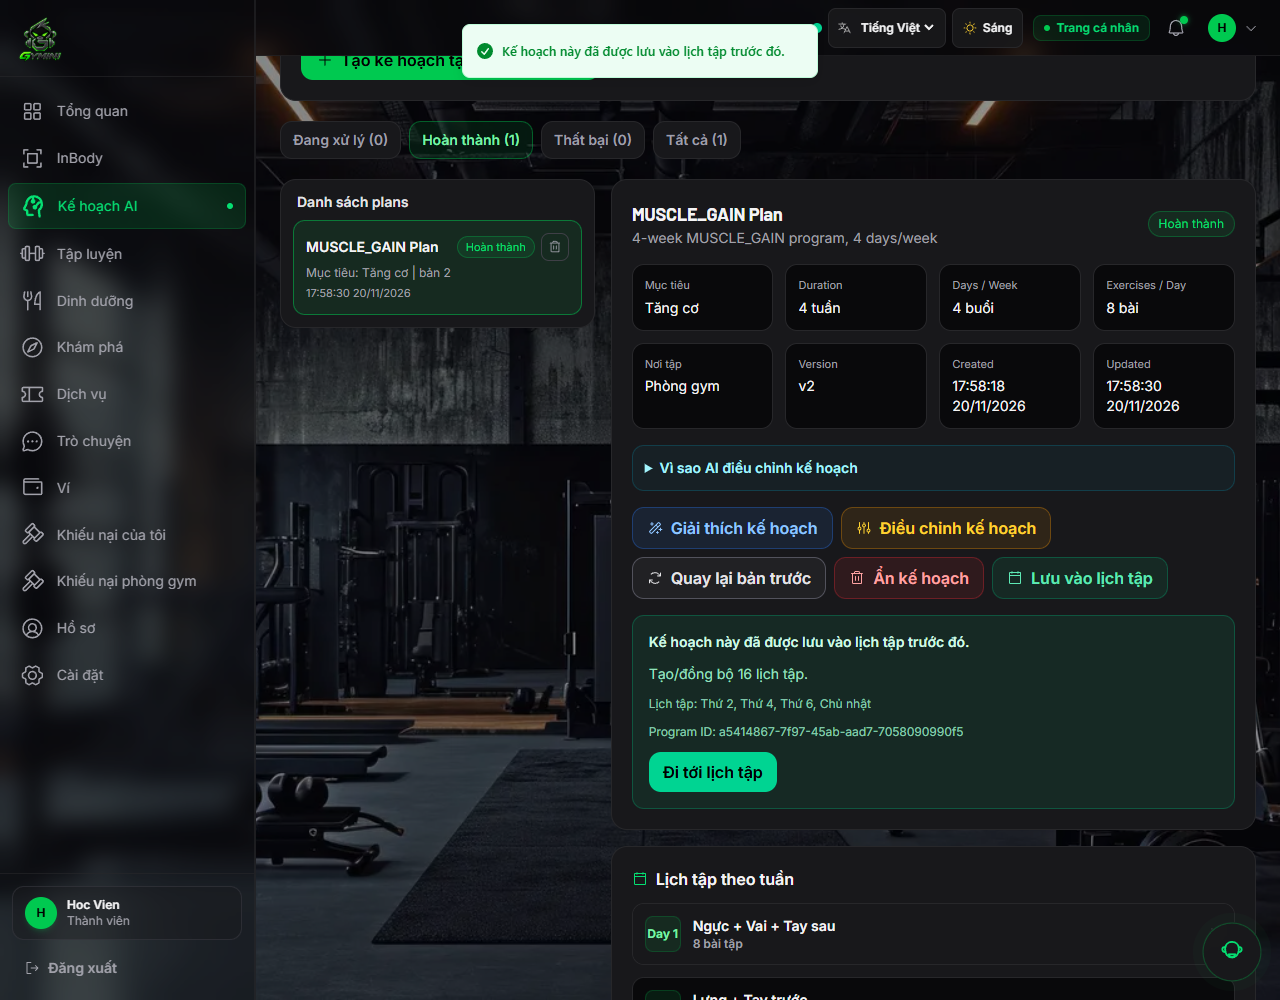 GYMINI
Tổng quan
InBody
Kế hoạch AI
Tập luyện
Dinh dưỡng
Khám phá
Dịch vụ
Trò chuyện
Ví
Khiếu nại của tôi
Khiếu nại phòng gym
Hồ sơ
Cài đặt
H
Hoc Vien
Thành viên
Đăng xuất
Tiếng Việt
Sáng
Trang cá nhân
H
Kế hoạch này đã được lưu vào lịch tập trước đó.
+ Tạo kế hoạch
Đang xử lý (0)
Hoàn thành (1)
Thất bại (0)
Tất cả (1)
Danh sách plans
MUSCLE_GAIN Plan
Hoàn thành
Mục tiêu: Tăng cơ | bản 2
17:58:30 20/11/2026
MUSCLE_GAIN Plan
4-week MUSCLE_GAIN program, 4 days/week
Hoàn thành
Mục tiêu
Tăng cơ
Duration
4 tuần
Days / Week
4 buổi
Exercises / Day
8 bài
Nơi tập
Phòng gym
Version
v2
Created
17:58:18
20/11/2026
Updated
17:58:30
20/11/2026
Vì sao AI điều chỉnh kế hoạch
Giải thích kế hoạch
Điều chỉnh kế hoạch
Quay lại bản trước
Ẩn kế hoạch
Lưu vào lịch tập
Kế hoạch này đã được lưu vào lịch tập trước đó.
Tạo/đồng bộ 16 lịch tập.
Lịch tập: Thứ 2, Thứ 4, Thứ 6, Chủ nhật
Program ID: a5414867-7f97-45ab-aad7-7058090990f5
Đi tới lịch tập
Lịch tập theo tuần
Day 1
Ngực + Vai + Tay sau
8 bài tập
Lưng + Tay trước